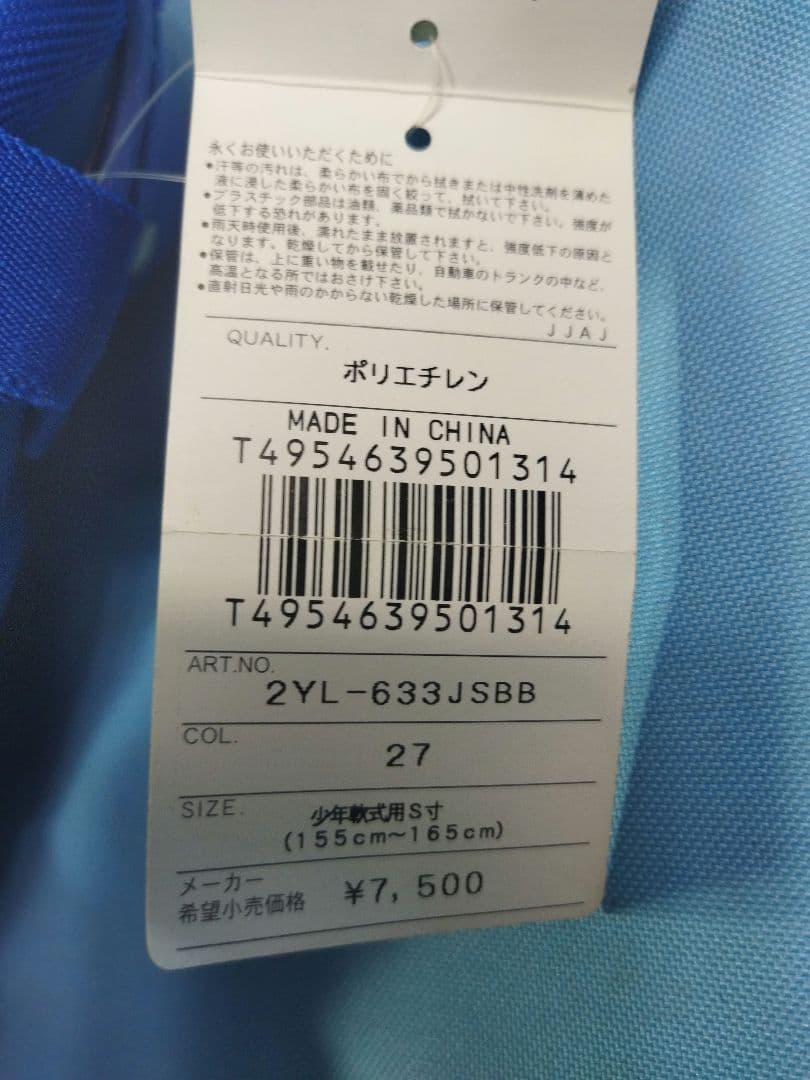 永くお使いいただくために
•汗等の汚れは、柔らかい布でから拭きまたは中性洗剤を薄めた
液に浸した柔らかい布を固く絞って、拭いて下さい。
•プラスチック部品は油類、薬品類で拭かないで下さい。強度が
低下する恐れがあります。
•雨天時使用後、濡れたまま放置されますと、強度低下の原因と
なります。乾燥してから保管して下さい。
•保管は、上に重い物を載せたり、自動車のトランクの中など、
高温となる所ではおさけ下さい。
•直射日光や雨のかからない乾燥した場所に保管してください。
JJAJ
QUALITY.
ポリエチレン
MADE IN CHINA
T4954639501314
T4954639501314
ART.NO.
2YL-633JSBB
COL.
27
SIZE.
少年軟式用S寸
(155cm〜165cm)
メーカー
希望小売価格 ¥7,500